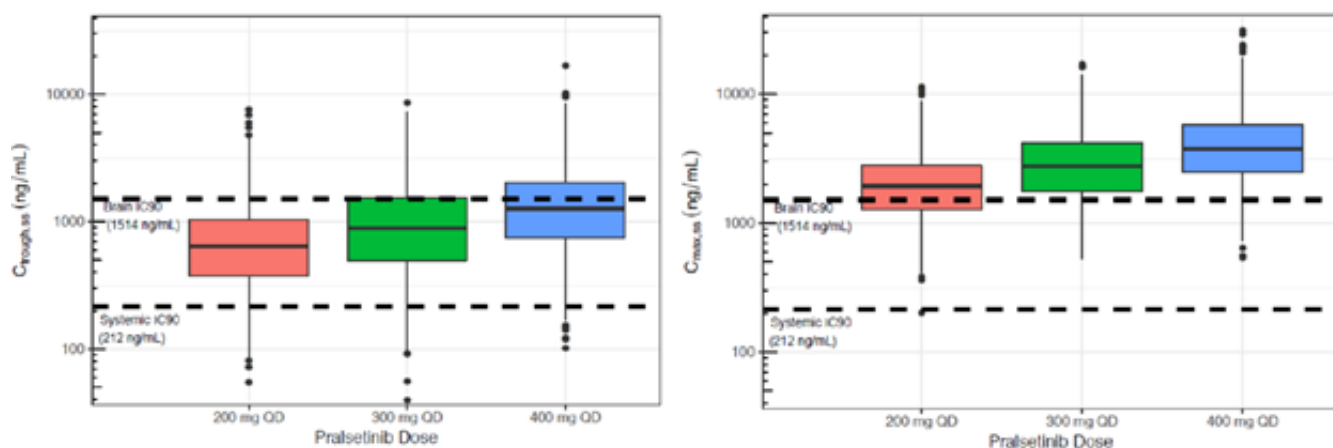 C_trough,ss (ng/mL)
10000
1000
100
Brain IC90
(1514 ng/mL)
Systemic IC90
(212 ng/mL)
200 mg QD
300 mg QD
400 mg QD
Pralsetinib Dose
C_max,ss (ng/mL)
10000
1000
100
Brain IC90
(1514 ng/mL)
Systemic IC90
(212 ng/mL)
200 mg QD
300 mg QD
400 mg QD
Pralsetinib Dose